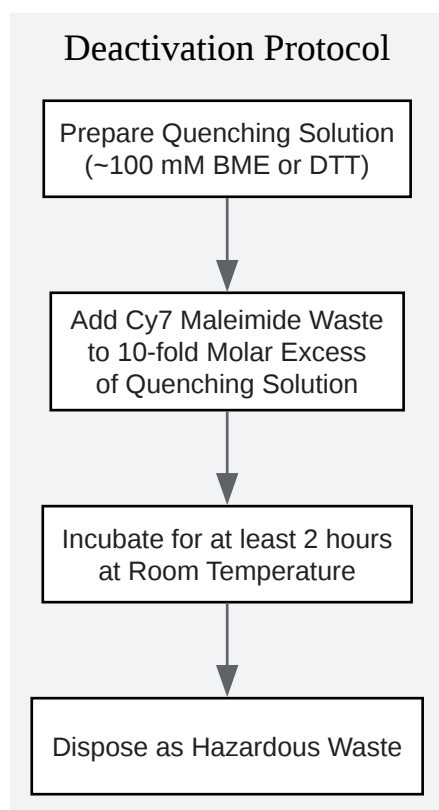 Deactivation Protocol
Prepare Quenching Solution
(~100 mM BME or DTT)
Add Cy7 Maleimide Waste
to 10-fold Molar Excess
of Quenching Solution
Incubate for at least 2 hours
at Room Temperature
Dispose as Hazardous Waste